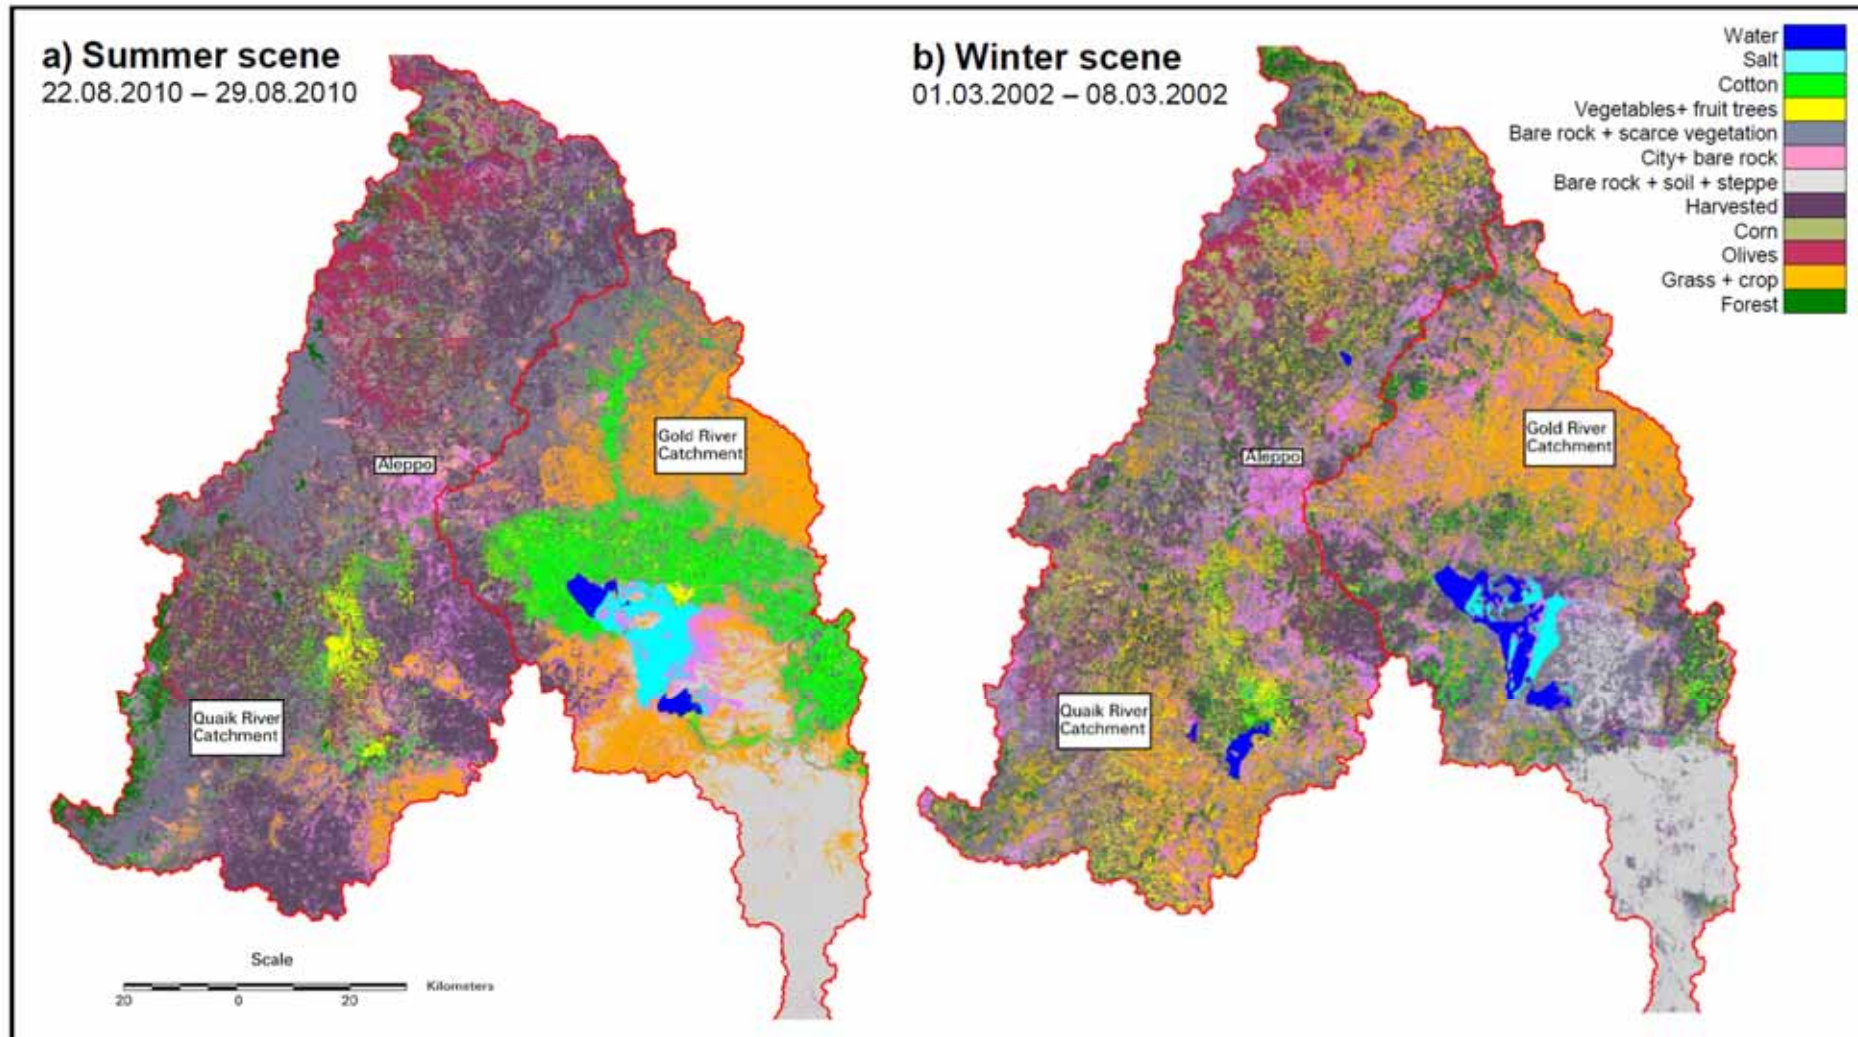 a) Summer scene
22.08.2010 – 29.08.2010
b) Winter scene
01.03.2002 – 08.03.2002
Water
Salt
Cotton
Vegetables+ fruit trees
Bare rock + scarce vegetation
City+ bare rock
Bare rock + soil + steppe
Harvested
Corn
Olives
Grass + crop
Forest
Gold River
Catchment
Aleppo
Quaik River
Catchment
Gold River
Catchment
Aleppo
Quaik River
Catchment
Scale
20 0 20
Kilometers